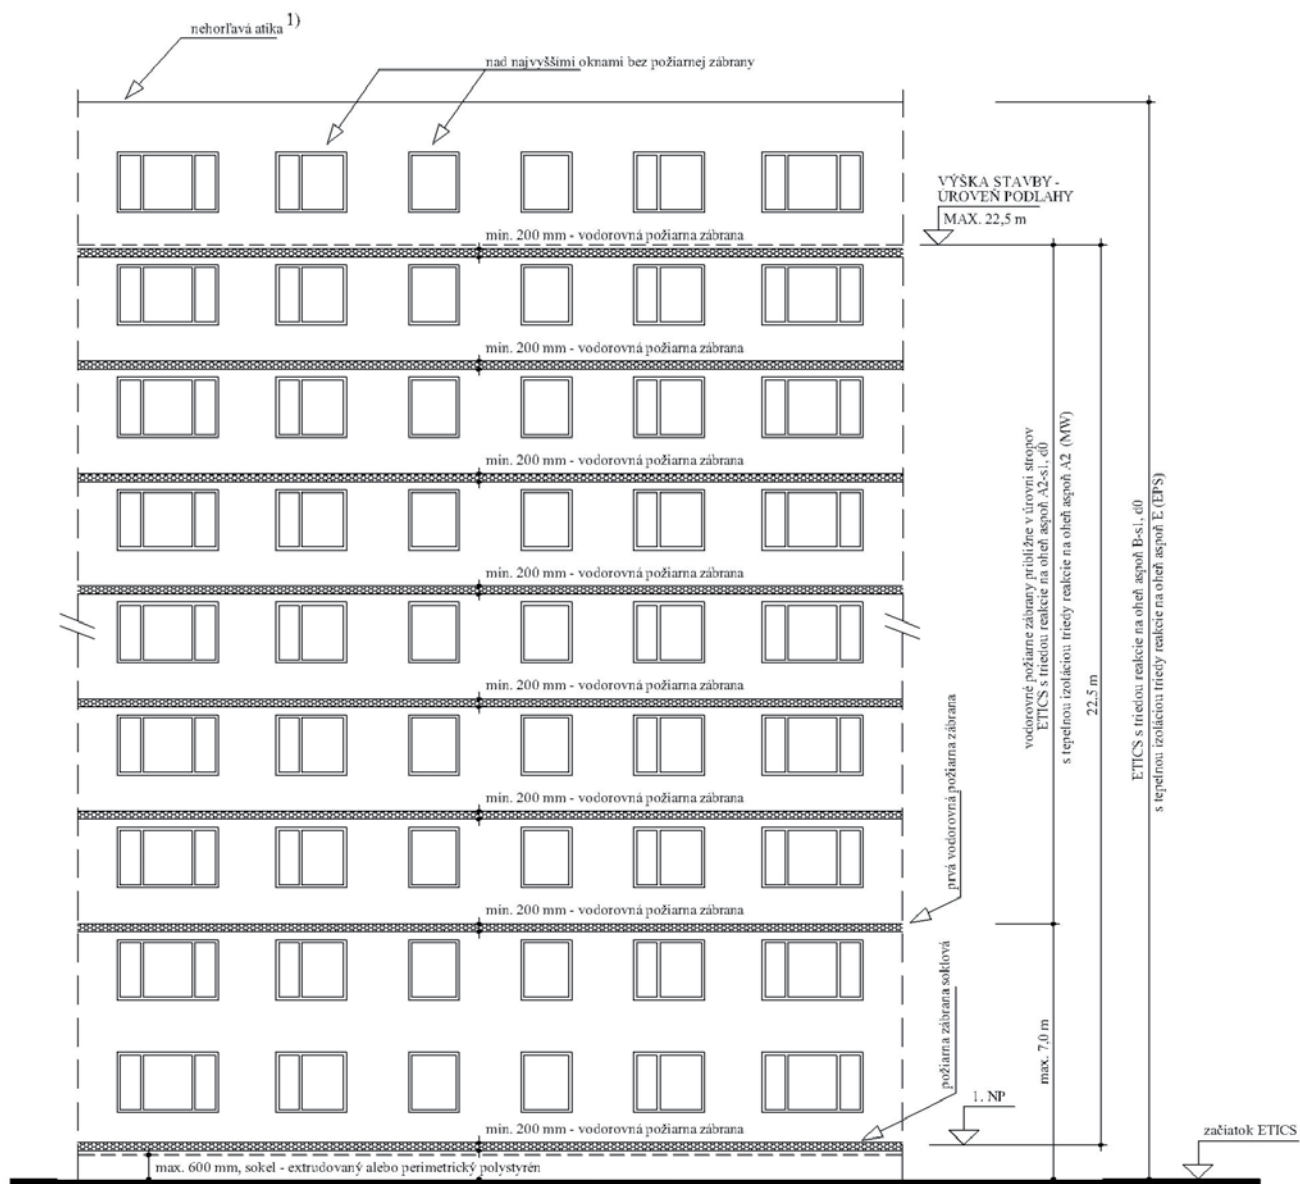 nehorľavá atika 1)
nad najvyššími oknami bez požiarnej zábrany
VÝŠKA STAVBY -
ÚROVEŇ PODLAHY
MAX. 22,5 m
min. 200 mm - vodorovná požiarna zábrana
min. 200 mm - vodorovná požiarna zábrana
min. 200 mm - vodorovná požiarna zábrana
min. 200 mm - vodorovná požiarna zábrana
min. 200 mm - vodorovná požiarna zábrana
min. 200 mm - vodorovná požiarna zábrana
min. 200 mm - vodorovná požiarna zábrana
min. 200 mm - vodorovná požiarna zábrana
max. 600 mm, sokel - extrudovaný alebo perimetrický polystyrén
prvá vodorovná požiarna zábrana
požiarna zábrana soklová
1. NP
vodorovné požiarne zábrany približne v úrovni stropov
ETICS s triedou reakcie na oheň aspoň A2-s1, d0
s tepelnou izoláciou triedy reakcie na oheň aspoň A2 (MW)
max. 7,0 m
22,5 m
ETICS s triedou reakcie na oheň aspoň B-s1, d0
s tepelnou izoláciou triedy reakcie na oheň aspoň E (EPS)
začiatok ETICS